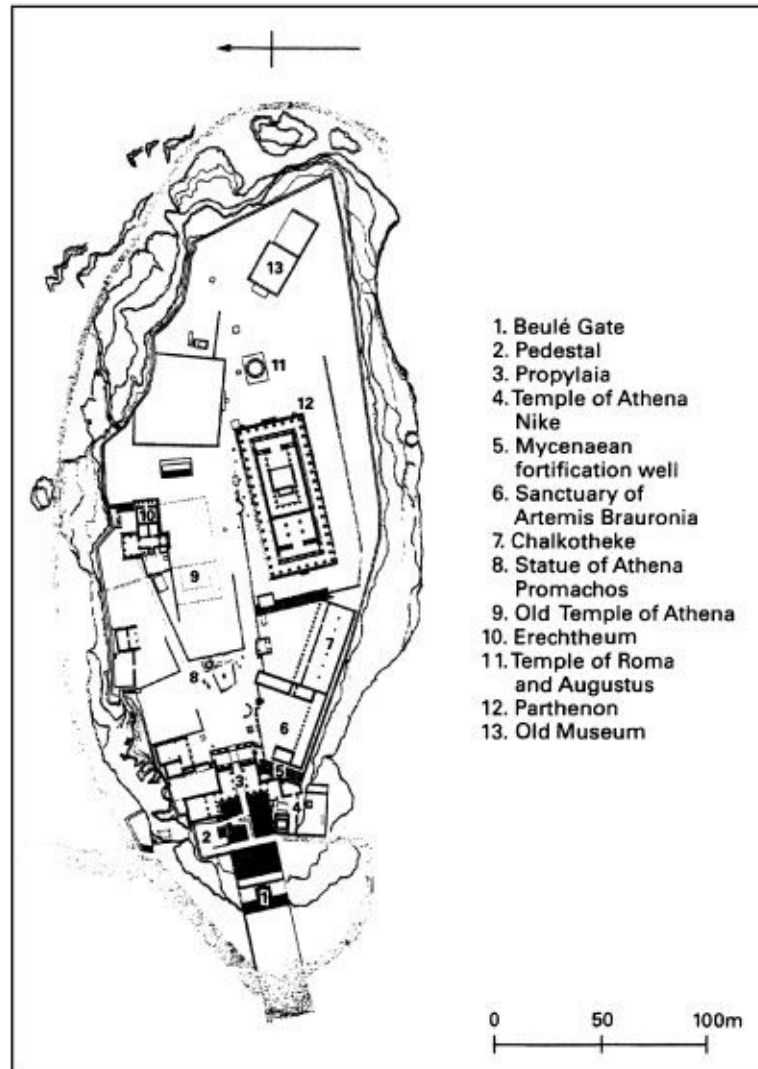 13
11
12
10
9
7
8
6
5
3
4
2
1
1. Beulé Gate
2. Pedestal
3. Propylaia
4. Temple of Athena
Nike
5. Mycenaean
fortification well
6. Sanctuary of
Artemis Brauronia
7. Chalkotheke
8. Statue of Athena
Promachos
9. Old Temple of Athena
10. Erechtheum
11. Temple of Roma
and Augustus
12. Parthenon
13. Old Museum
0 50 100m